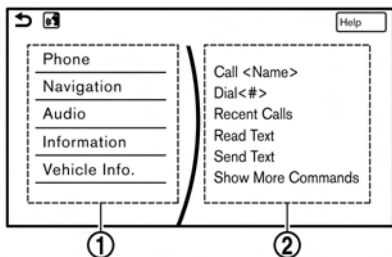 Help
Phone
Navigation
Audio
Information
Vehicle Info.
Call <Name>
Dial<#>
Recent Calls
Read Text
Send Text
Show More Commands
1
2